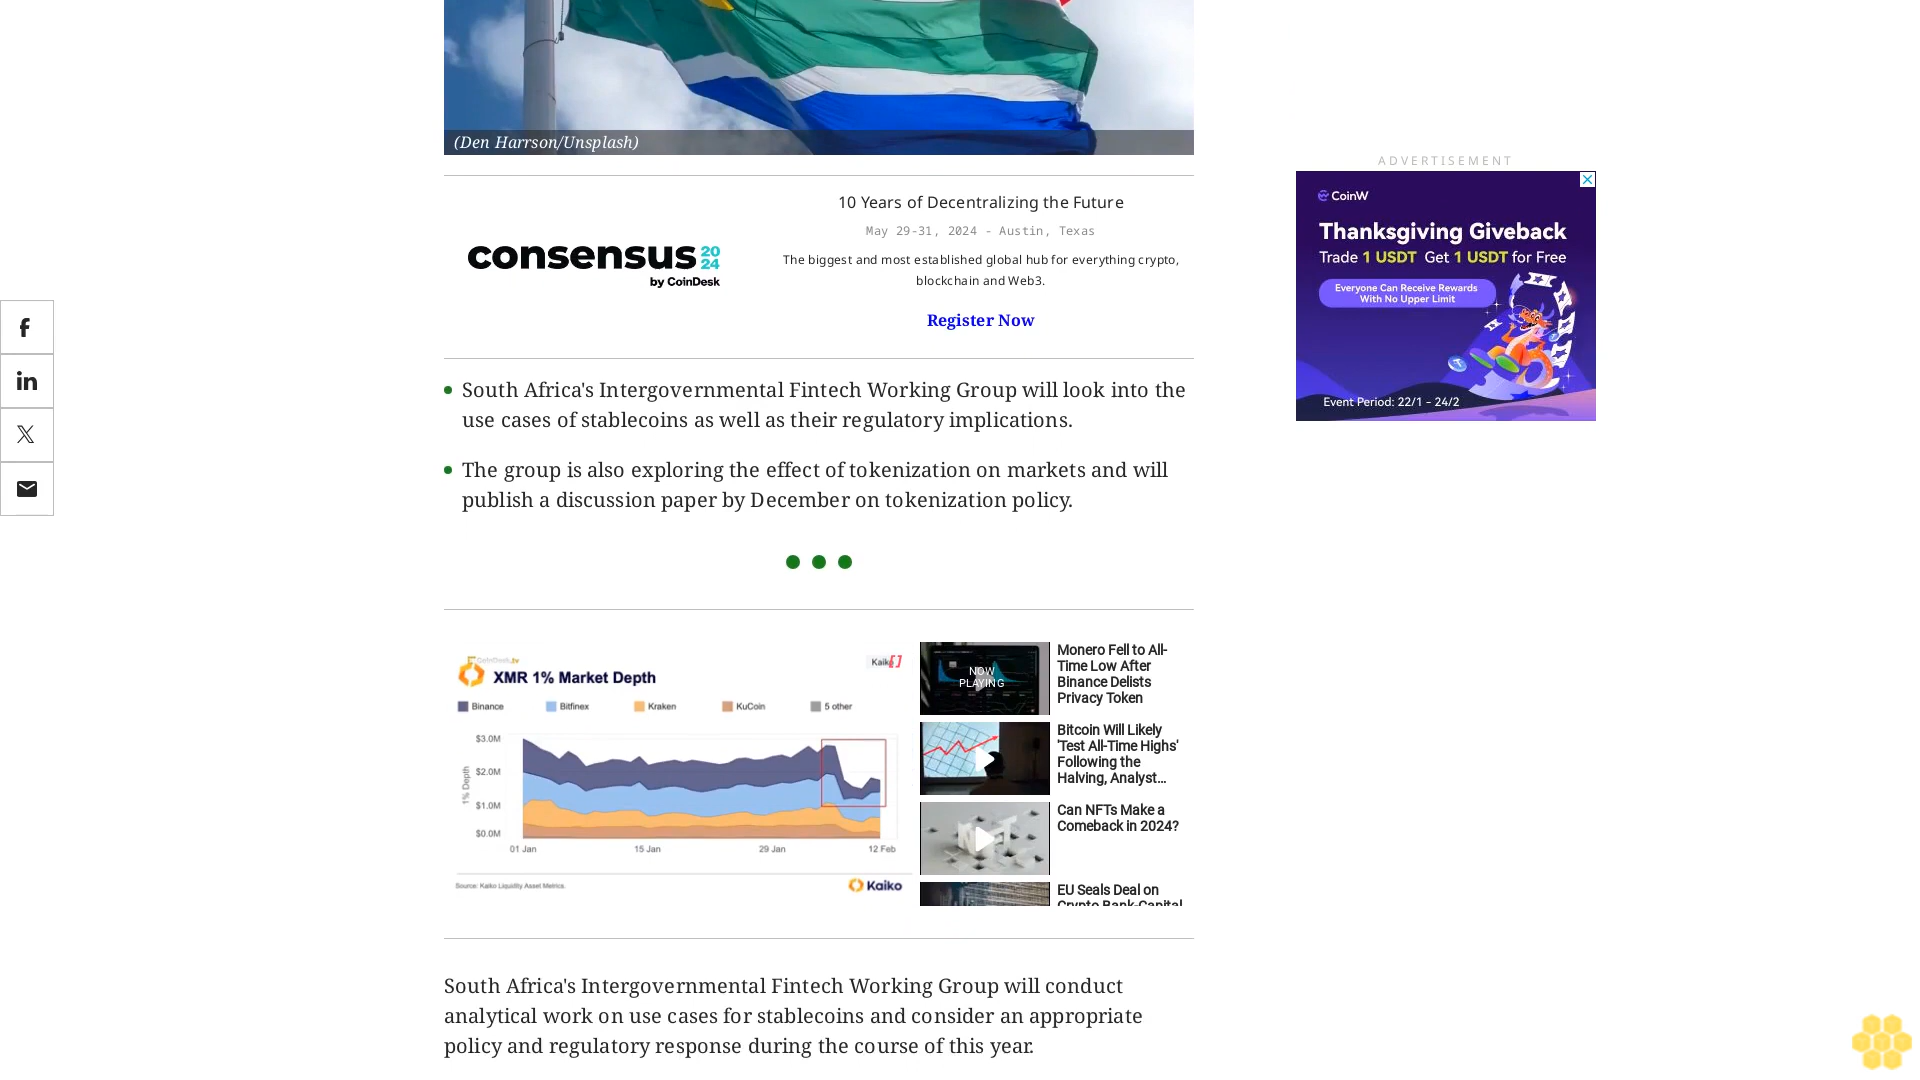 (Den Harrson/Unsplash)
consensus 20
24
by CoinDesk
10 Years of Decentralizing the Future
May 29-31, 2024 - Austin, Texas
The biggest and most established global hub for everything crypto,
blockchain and Web3.
Register Now
ADVERTISEMENT
CoinW
Thanksgiving Giveback
Trade 1 USDT Get 1 USDT for Free
Everyone Can Receive Rewards
With No Upper Limit
Event Period: 22/1 - 24/2
South Africa's Intergovernmental Fintech Working Group will look into the
use cases of stablecoins as well as their regulatory implications.
The group is also exploring the effect of tokenization on markets and will
publish a discussion paper by December on tokenization policy.
CoinDesk.tv
XMR 1% Market Depth
Binance
Bitfinex
Kraken
KuCoin
5 other
1% Depth
$3.0M
$2.0M
$1.0M
$0.0M
01 Jan
15 Jan
29 Jan
12 Feb
Source: Kaiko Liquidity Asset Metrics.
Kaiko
NOW
PLAYING
Monero Fell to All-
Time Low After
Binance Delists
Privacy Token
Bitcoin Will Likely
'Test All-Time Highs'
Following the
Halving, Analyst...
Can NFTs Make a
Comeback in 2024?
EU Seals Deal on
Crypto Bank-Capital
South Africa's Intergovernmental Fintech Working Group will conduct
analytical work on use cases for stablecoins and consider an appropriate
policy and regulatory response during the course of this year.